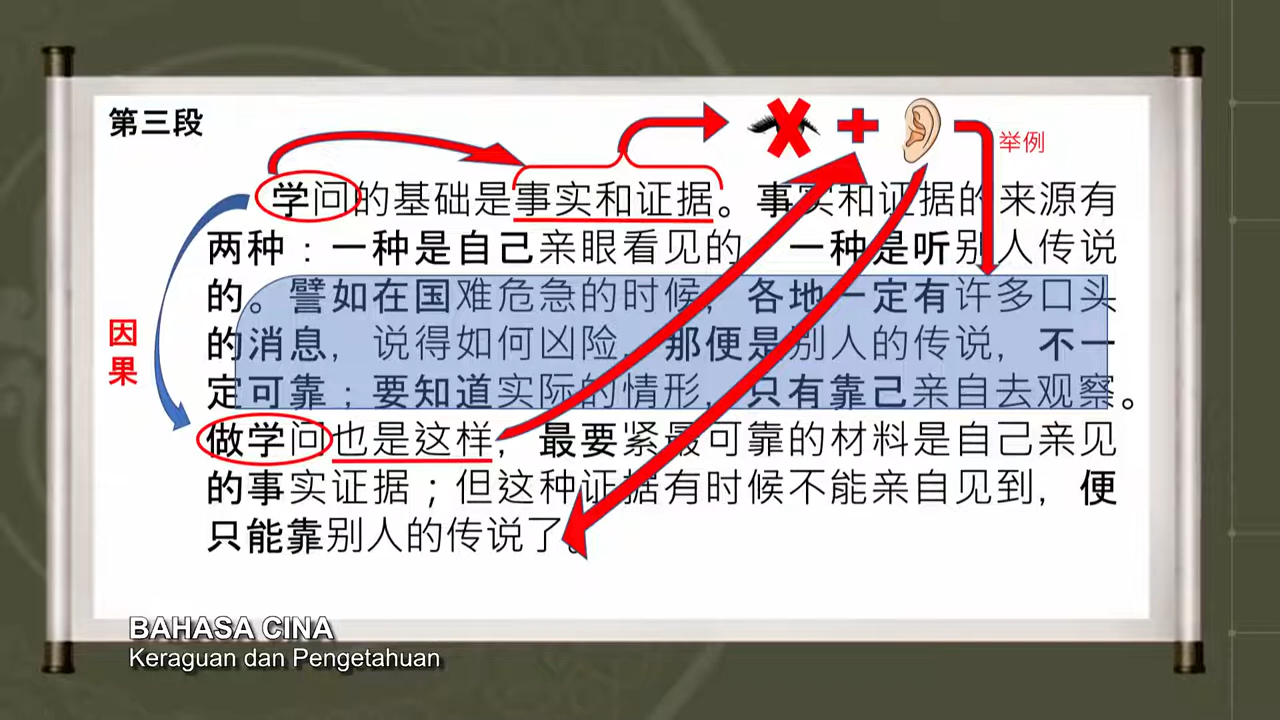 第三段
举例
学问的基础是事实和证据。事实和证据的来源有
两种：一种是自己亲眼看见的，一种是听别人传说
的。譬如在国难危急的时候，各地一定有许多口头
的消息，说得如何凶险，那便是别人的传说，不一
定可靠；要知道实际的情形，只有靠己亲自去观察。
因果
做学问也是这样，最要紧最可靠的材料是自己亲见
的事实证据；但这种证据有时候不能亲自见到，便
只能靠别人的传说了。
BAHASA CINA
Keraguan dan Pengetahuan